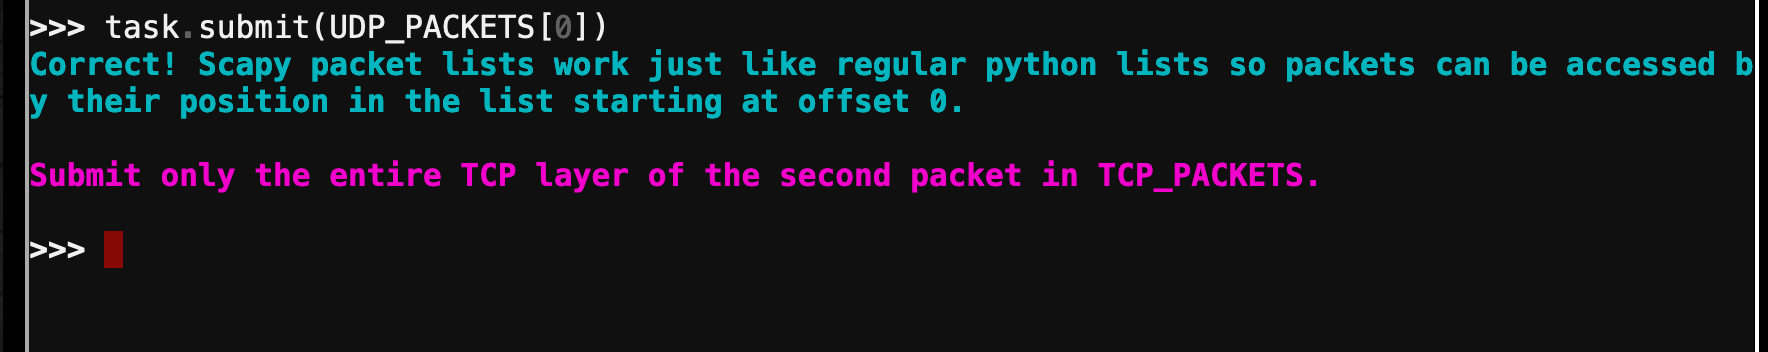 >>> task.submit(UDP_PACKETS[0])
Correct! Scapy packet lists work just like regular python lists so packets can be accessed b
y their position in the list starting at offset 0.
Submit only the entire TCP layer of the second packet in TCP_PACKETS.
>>>